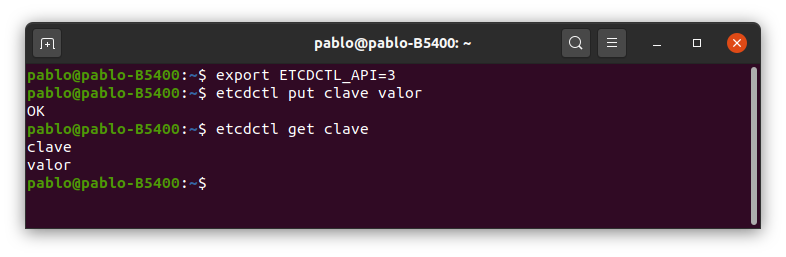 pablo@pablo-B5400: ~
pablo@pablo-B5400:~$ export ETCDCTL_API=3
pablo@pablo-B5400:~$ etcdctl put clave valor
OK
pablo@pablo-B5400:~$ etcdctl get clave
clave
valor
pablo@pablo-B5400:~$